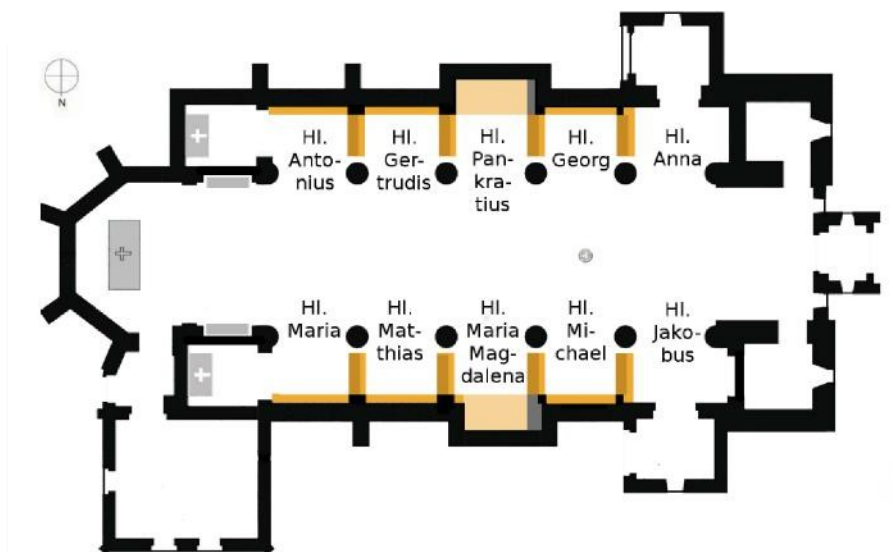 N
Hl.
Anto-
nius
Hl.
Ger-
trudis
Hl.
Pan-
kra-
tius
Hl.
Georg
Hl.
Anna
Hl.
Maria
Hl.
Mat-
thias
Hl.
Maria
Mag-
dalena
Hl.
Mi-
chael
Hl.
Jako-
bus